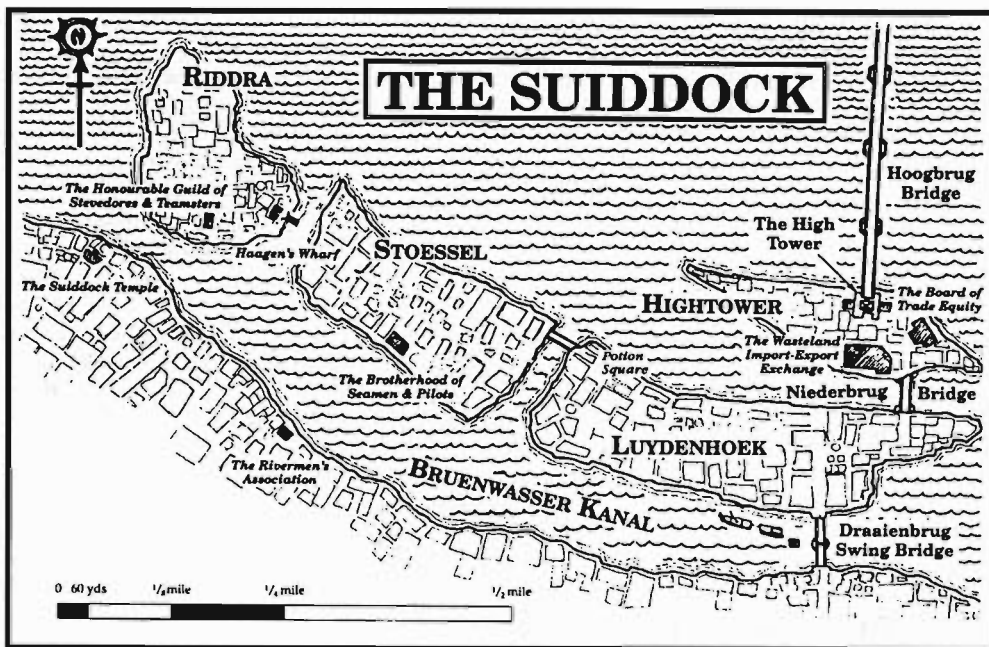 N
RIDDRA
THE SUIDDOCK
Hoogbrug
Bridge
The Honourable Guild of
Stevedores & Teamsters
The High
Tower
Haagen's Wharf
STOESSEL
The Suiddock Temple
HIGHTOWER
The Board of
Trade Equity
The Wasteland
Import-Export
Exchange
Potion
Square
The Brotherhood of
Seamen & Pilots
Niederbrug Bridge
LUYDENHOEK
The Rivermen's
Association
BRUENWASSER KANAL
Draaienbrug
Swing Bridge
0 60 yds 1/8 mile 1/4 mile 1/2 mile